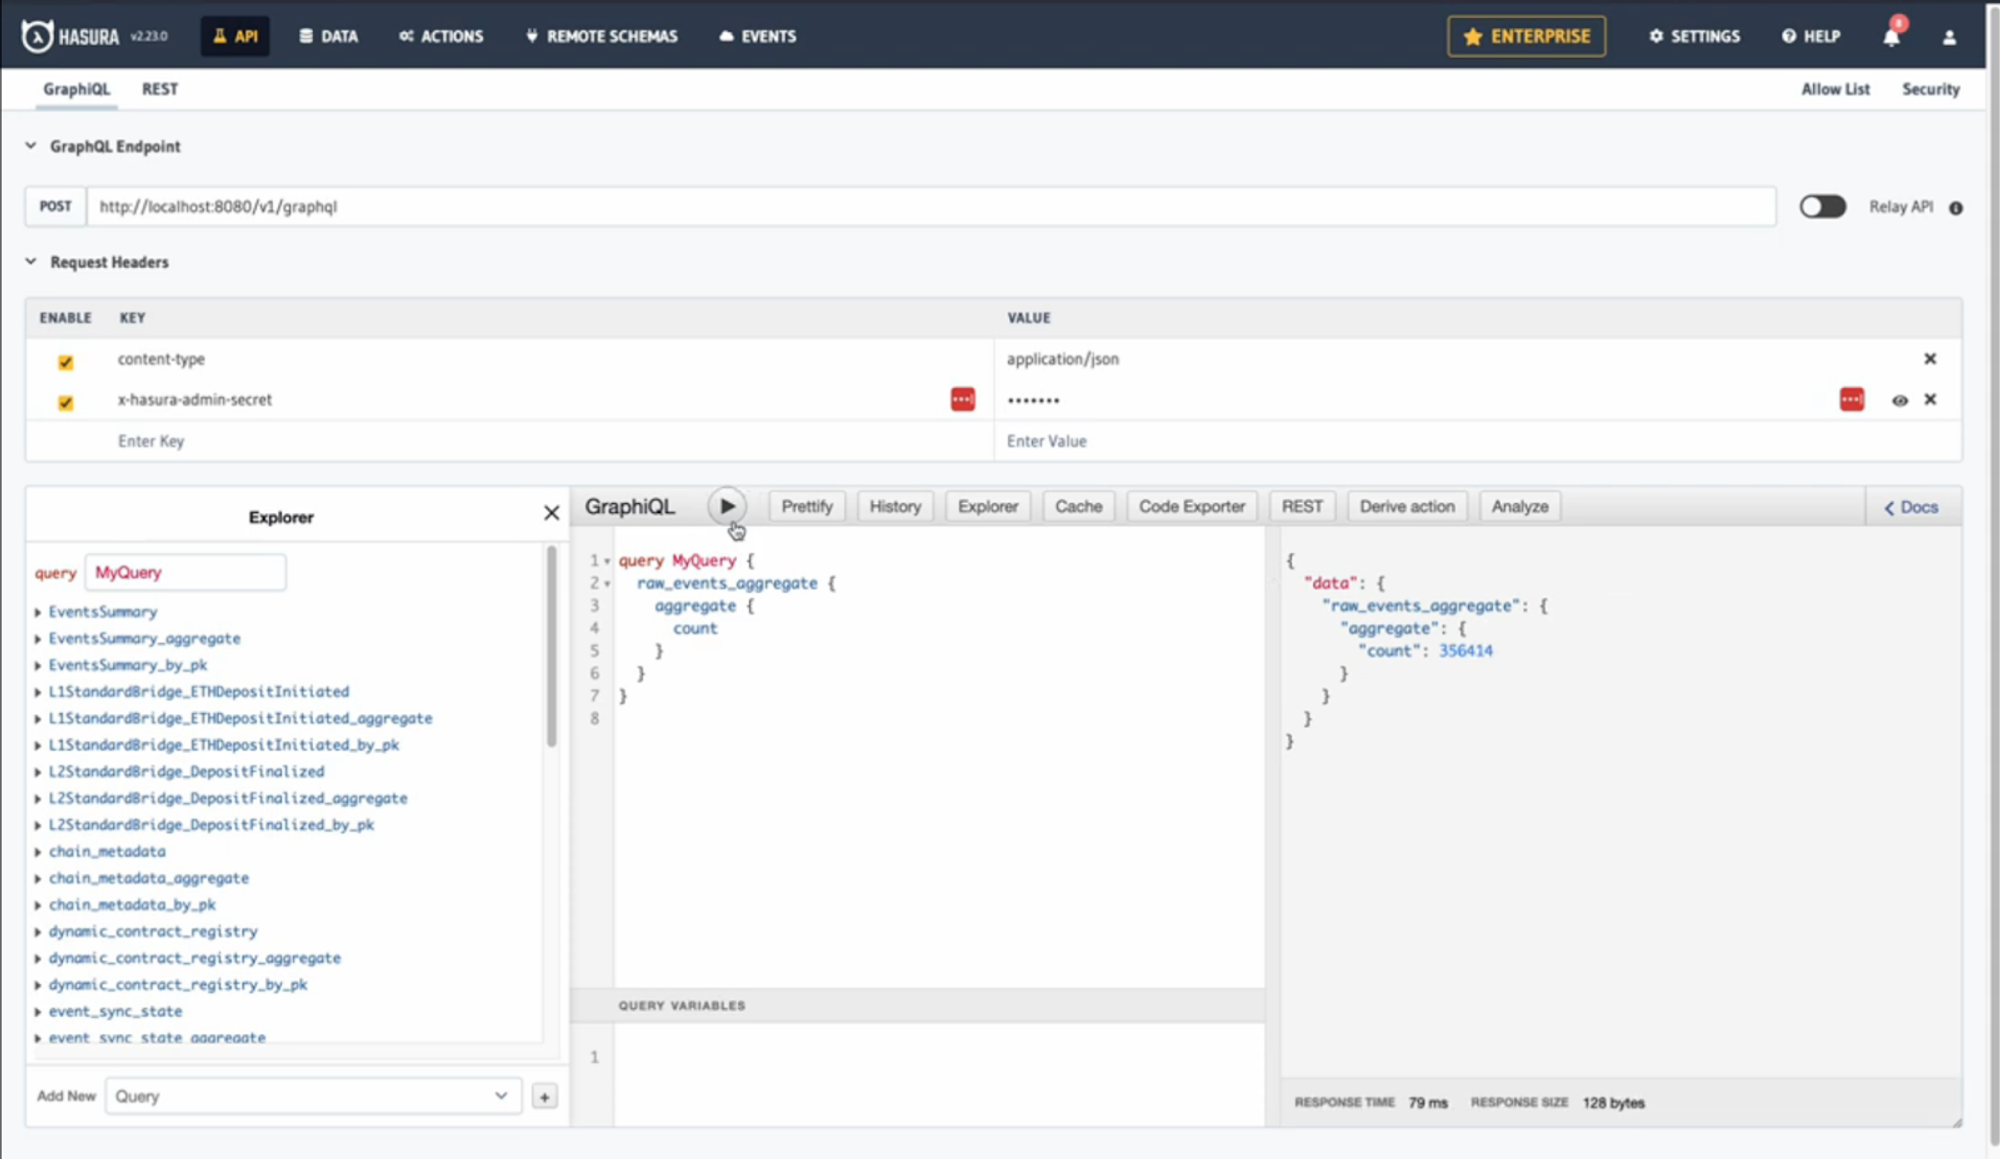 HASURA v2.23.0 API DATA ACTIONS REMOTE SCHEMAS EVENTS ENTERPRISE SETTINGS HELP 8
GraphiQL REST Allow List Security
GraphQL Endpoint
POST http://localhost:8080/v1/graphql Relay API
Request Headers
ENABLE KEY VALUE
content-type application/json
x-hasura-admin-secret •••••••
Enter Key Enter Value
Explorer
query MyQuery
EventsSummary
EventsSummary_aggregate
EventsSummary_by_pk
L1StandardBridge_ETHDepositInitiated
L1StandardBridge_ETHDepositInitiated_aggregate
L1StandardBridge_ETHDepositInitiated_by_pk
L2StandardBridge_DepositFinalized
L2StandardBridge_DepositFinalized_aggregate
L2StandardBridge_DepositFinalized_by_pk
chain_metadata
chain_metadata_aggregate
chain_metadata_by_pk
dynamic_contract_registry
dynamic_contract_registry_aggregate
dynamic_contract_registry_by_pk
event_sync_state
event_sync_state_aggregate
Add New Query +
GraphiQL Prettify History Explorer Cache Code Exporter REST Derive action Analyze Docs
1 query MyQuery {
2 raw_events_aggregate {
3 aggregate {
4 count
5 }
6 }
7 }
8
QUERY VARIABLES
1
{
"data": {
"raw_events_aggregate": {
"aggregate": {
"count": 356414
}
}
}
}
RESPONSE TIME 79 ms RESPONSE SIZE 128 bytes